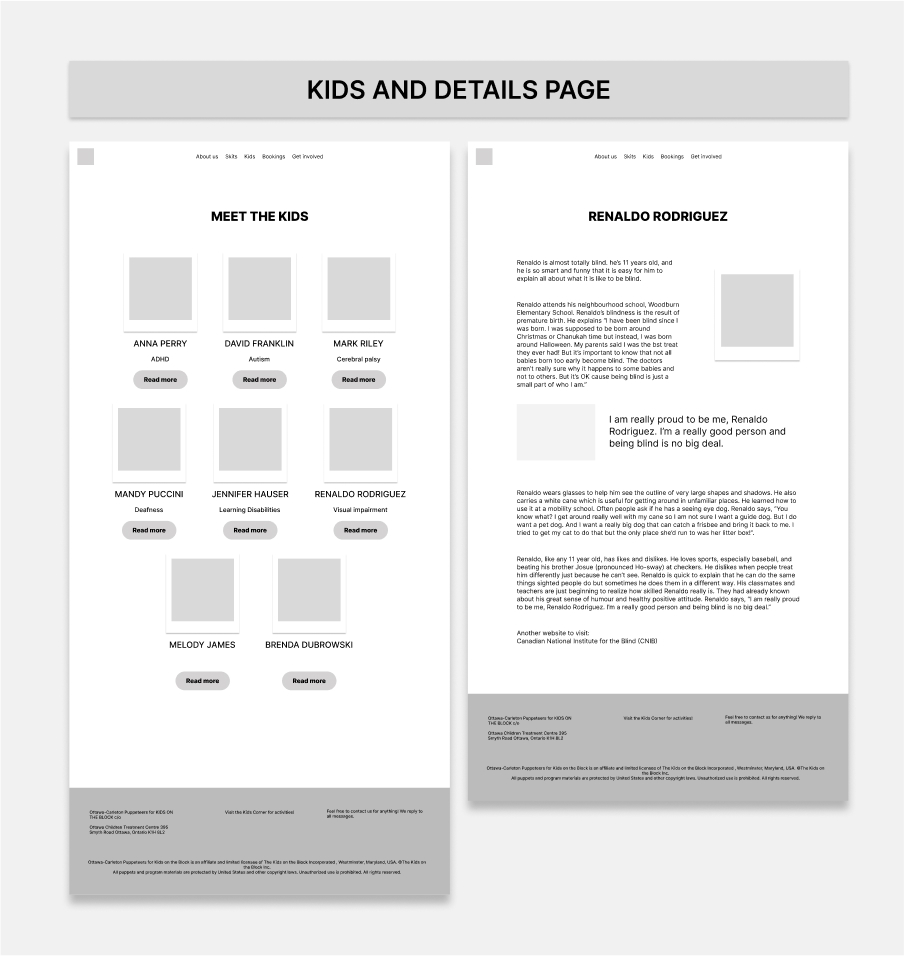 KIDS AND DETAILS PAGE
About us Skits Kids Bookings Get involved
MEET THE KIDS
ANNA PERRY DAVID FRANKLIN MARK RILEY
ADHD Autism Cerebral palsy
Read more Read more Read more
MANDY PUCCINI JENNIFER HAUSER RENALDO RODRIGUEZ
Deafness Learning Disabilities Visual impairment
Read more Read more Read more
MELODY JAMES BRENDA DUBROWSKI
Read more Read more
Ottawa-Carleton Puppeteers for KIDS ON
THE BLOCK c/o
Ottawa Children Treatment Centre 395
Smyth Road Ottawa, Ontario K1H 8L2
Visit the Kids Corner for activities!
Feel free to contact us for anything! We reply to
all messages.
Ottawa-Carleton Puppeteers for Kids on the Block is an affiliate and limited licensee of The Kids on the Block Incorporated , Westminster, Maryland, USA. ©The Kids on
the Block Inc.
All puppets and program materials are protected by United States and other copyright laws. Unauthorized use is prohibited. All rights reserved.
About us Skits Kids Bookings Get involved
RENALDO RODRIGUEZ
Renaldo is almost totally blind. he's 11 years old, and
he is so smart and funny that it is easy for him to
explain all about what it is like to be blind.
Renaldo attends his neighbourhood school, Woodburn
Elementary School. Renaldo's blindness is the result of
premature birth. He explains "I have been blind since I
was born. I was supposed to be born around
Christmas or Chanukah time but instead, I was born
around Halloween. My parents said I was the bst treat
they ever had! But it's important to know that not all
babies born too early become blind. The doctors
aren't really sure why it happens to some babies and
not to others. But it's OK cause being blind is just a
small part of who I am."
I am really proud to be me, Renaldo
Rodriguez. I'm a really good person and
being blind is no big deal.
Renaldo wears glasses to help him see the outline of very large shapes and shadows. He also
carries a white cane which is useful for getting around in unfamiliar places. He learned how to
use it at a mobility school. Often people ask if he has a seeing eye dog. Renaldo says, "You
know what? I get around really well with my cane so I am not sure I want a guide dog. But I do
want a pet dog. And I want a really big dog that can catch a frisbee and bring it back to me. I
tried to get my cat to do that but the only place she'd run to was her litter box!".
Renaldo, like any 11 year old, has likes and dislikes. He loves sports, especially baseball, and
beating his brother Josue (pronounced Ho-sway) at checkers. He dislikes when people treat
him differently just because he can't see. Renaldo is quick to explain that he can do the same
things sighted people do but sometimes he does them in a different way. His classmates and
teachers are just beginning to realize how skilled Renaldo really is. They had already known
about his great sense of humour and healthy positive attitude. Renaldo says, "I am really proud
to be me, Renaldo Rodriguez. I'm a really good person and being blind is no big deal."
Another website to visit:
Canadian National Institute for the Blind (CNIB)
Ottawa-Carleton Puppeteers for KIDS ON
THE BLOCK c/o
Ottawa Children Treatment Centre 395
Smyth Road Ottawa, Ontario K1H 8L2
Visit the Kids Corner for activities!
Feel free to contact us for anything! We reply to
all messages.
Ottawa-Carleton Puppeteers for Kids on the Block is an affiliate and limited licensee of The Kids on the Block Incorporated , Westminster, Maryland, USA. ©The Kids on
the Block Inc.
All puppets and program materials are protected by United States and other copyright laws. Unauthorized use is prohibited. All rights reserved.